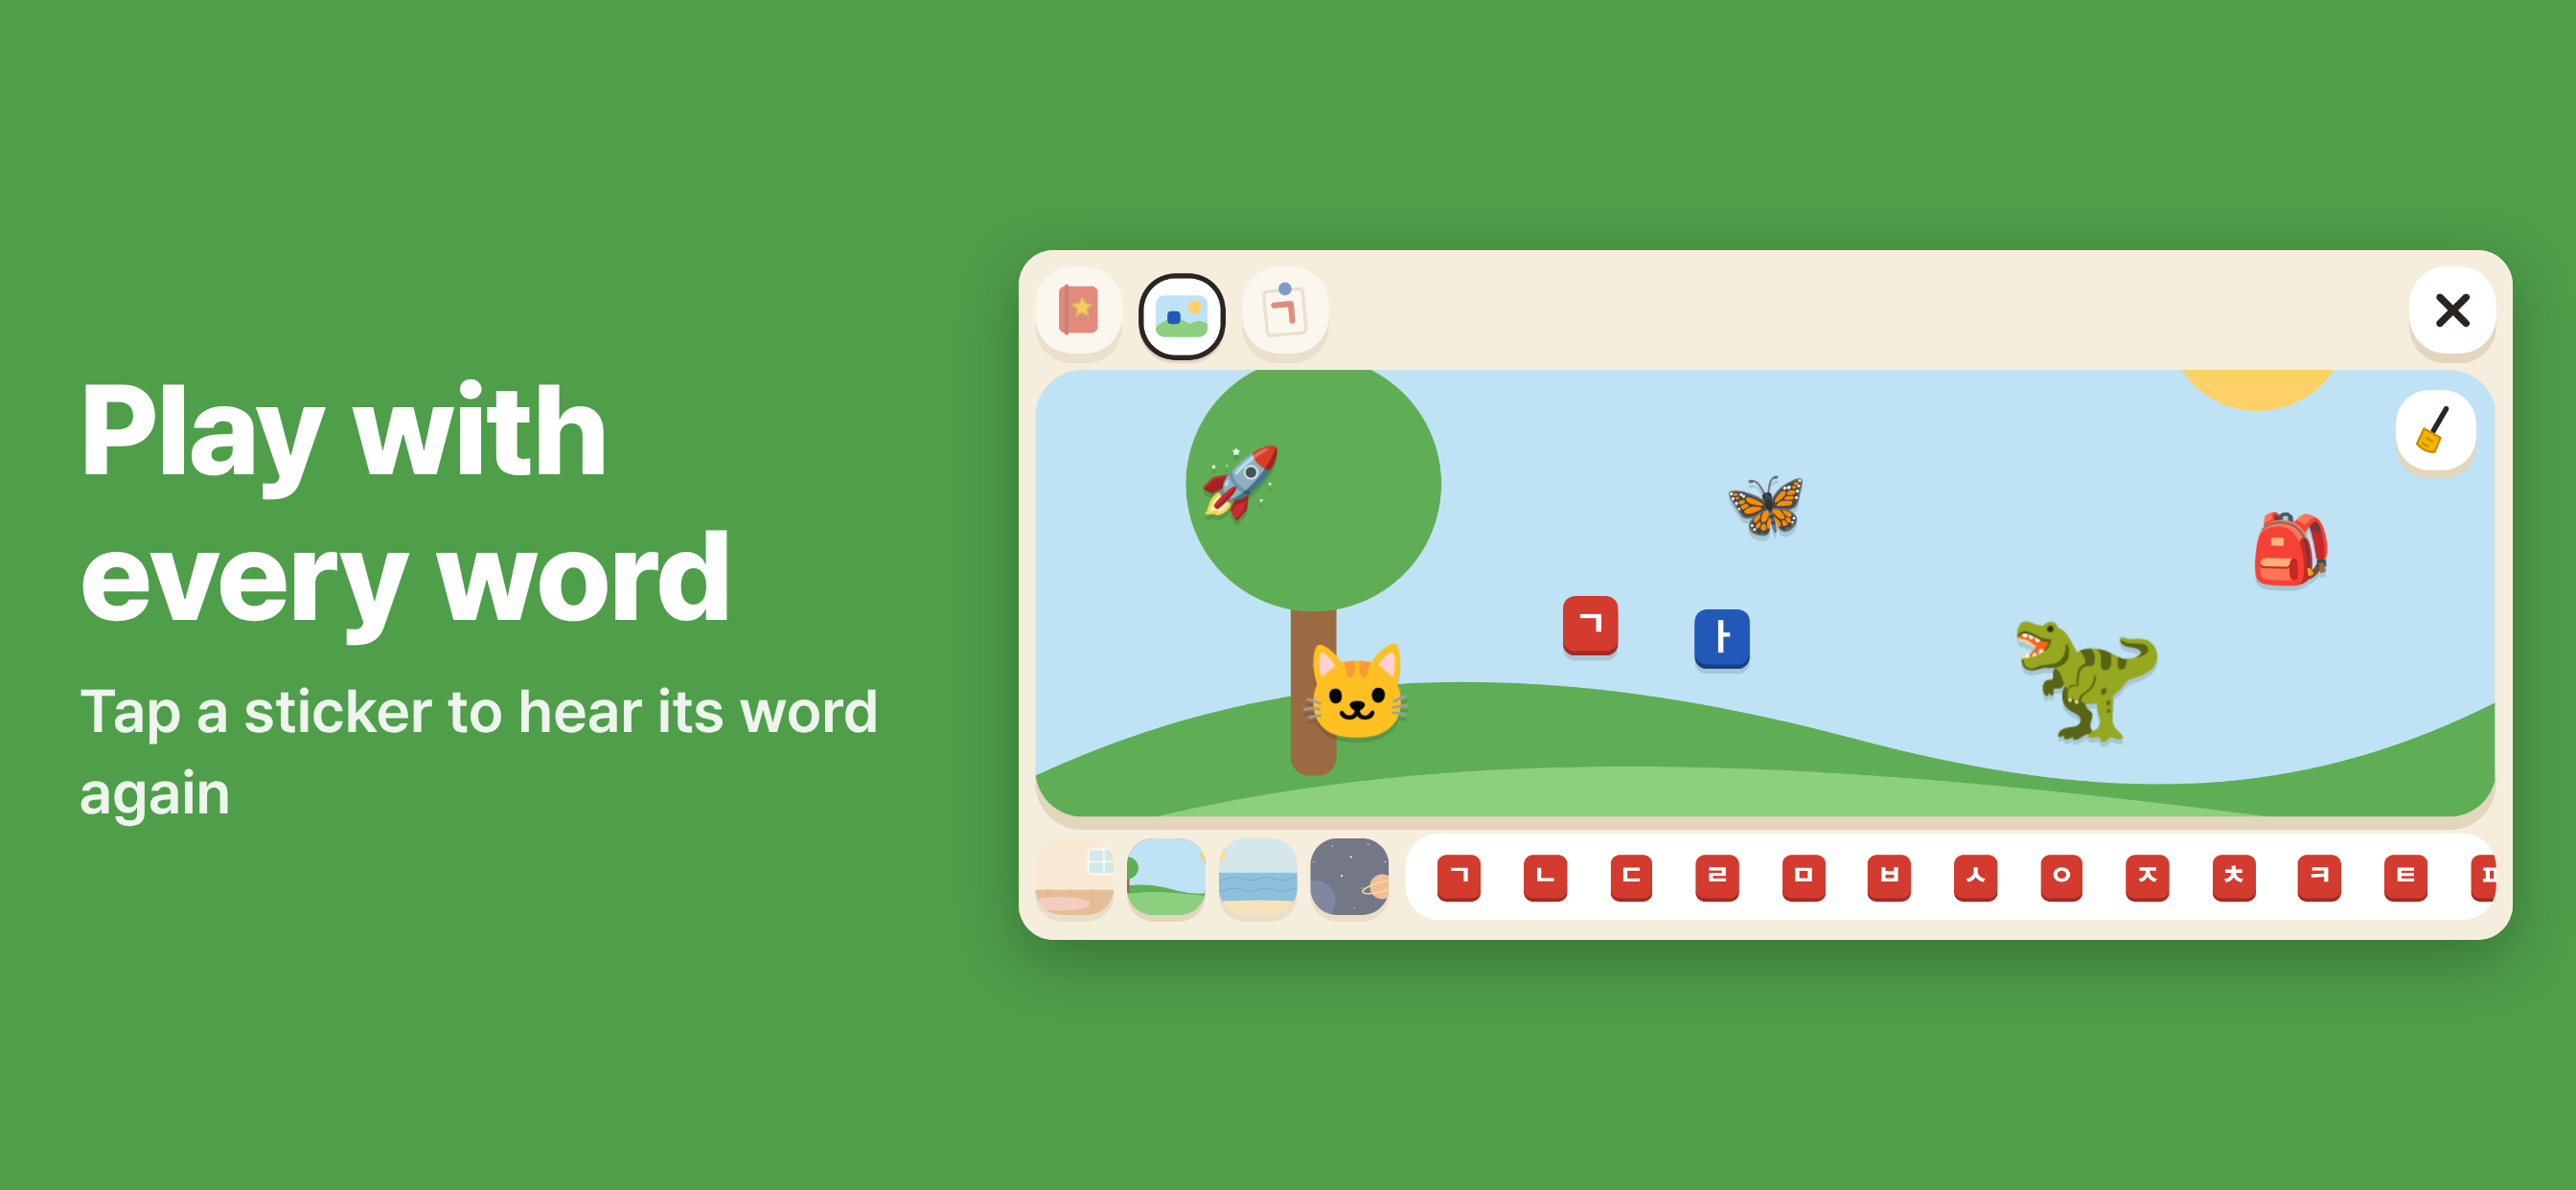 Play with
every word
Tap a sticker to hear its word
again
ㄱ
ㄱ ㅏ
ㄱ ㄴ ㄷ ㄹ ㅁ ㅂ ㅅ ㅇ ㅈ ㅊ ㅋ ㅌ